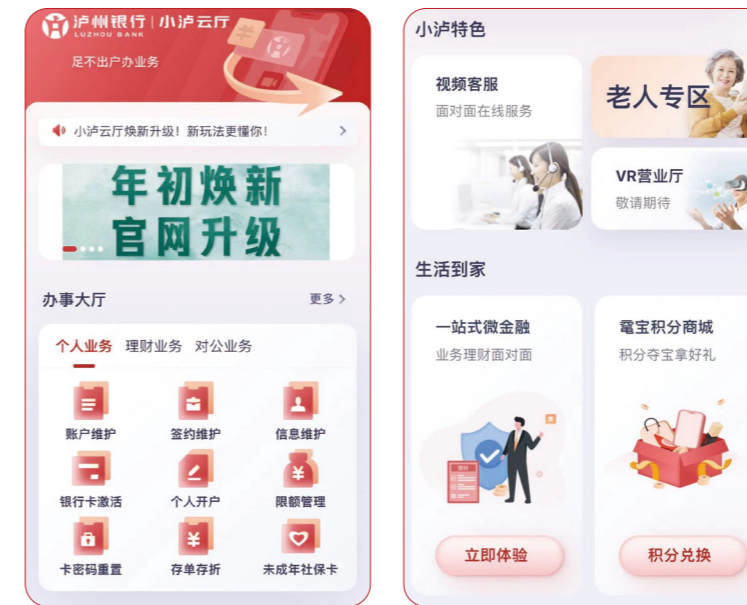 泸州银行 | 小泸云厅
LUZHOU BANK
足不出户办业务
小泸云厅焕新升级！新玩法更懂你！
年初焕新
官网升级
办事大厅
更多
个人业务 理财业务 对公业务
账户维护 签约维护 信息维护
银行卡激活 个人开户 限额管理
卡密码重置 存单存折 未成年社保卡
小泸特色
视频客服
面对面在线服务
老人专区
VR营业厅
敬请期待
生活到家
一站式微金融
业务理财面对面
鼋宝积分商城
积分夺宝拿好礼
立即体验
积分兑换